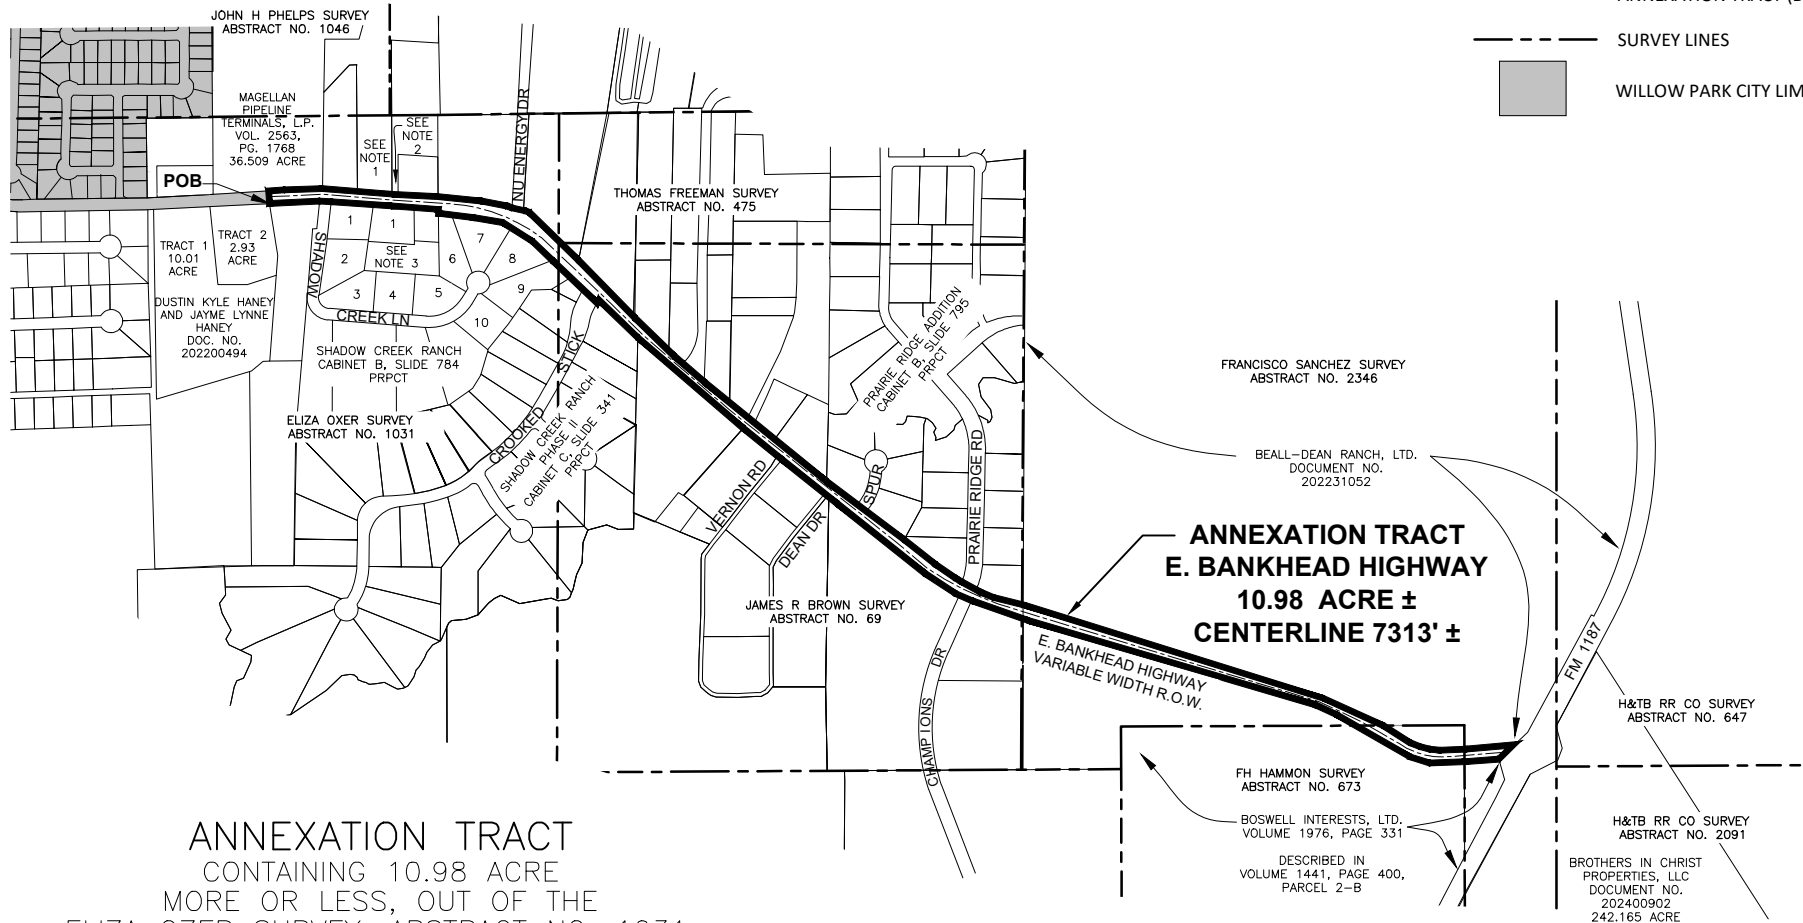 JOHN H PHELPS SURVEY
ABSTRACT NO. 1046
SURVEY LINES
WILLOW PARK CITY LIM
MAGELLAN
PIPELINE
TERMINALS, L.P.
VOL. 2563,
PG. 1768
36.509 ACRE
SEE
NOTE
1
SEE
NOTE
2
NU ENERGY DR
POB
THOMAS FREEMAN SURVEY
ABSTRACT NO. 475
TRACT 1
10.01
ACRE
TRACT 2
2.93
ACRE
SHADOW
CREEK LN
1
1
2
SEE
NOTE 3
3
4
5
6
7
8
9
10
DUSTIN KYLE HANEY
AND JAYME LYNNE
HANEY
DOC. NO.
202200494
SHADOW CREEK RANCH
CABINET B, SLIDE 784
PRPCT
ELIZA OXER SURVEY
ABSTRACT NO. 1031
CROOKED
STICK
SHADOW CREEK RANCH
PHASE II
CABINET C, SLIDE 341
PRPCT
PRAIRIE RIDGE ADDITION
CABINET B, SLIDE 795
PRPCT
FRANCISCO SANCHEZ SURVEY
ABSTRACT NO. 2346
BEALL-DEAN RANCH, LTD.
DOCUMENT NO.
202231052
VERNON RD
DEAN DR
SPUR
PRAIRIE RIDGE RD
ANNEXATION TRACT
E. BANKHEAD HIGHWAY
10.98 ACRE ±
CENTERLINE 7313' ±
JAMES R BROWN SURVEY
ABSTRACT NO. 69
E. BANKHEAD HIGHWAY
VARIABLE WIDTH R.O.W.
CHAMPIONS DR
FM 1187
H&TB RR CO SURVEY
ABSTRACT NO. 647
FH HAMMON SURVEY
ABSTRACT NO. 673
BOSWELL INTERESTS, LTD.
VOLUME 1976, PAGE 331
DESCRIBED IN
VOLUME 1441, PAGE 400,
PARCEL 2-B
H&TB RR CO SURVEY
ABSTRACT NO. 2091
BROTHERS IN CHRIST
PROPERTIES, LLC
DOCUMENT NO.
202400902
242.165 ACRE
ANNEXATION TRACT
CONTAINING 10.98 ACRE
MORE OR LESS, OUT OF THE